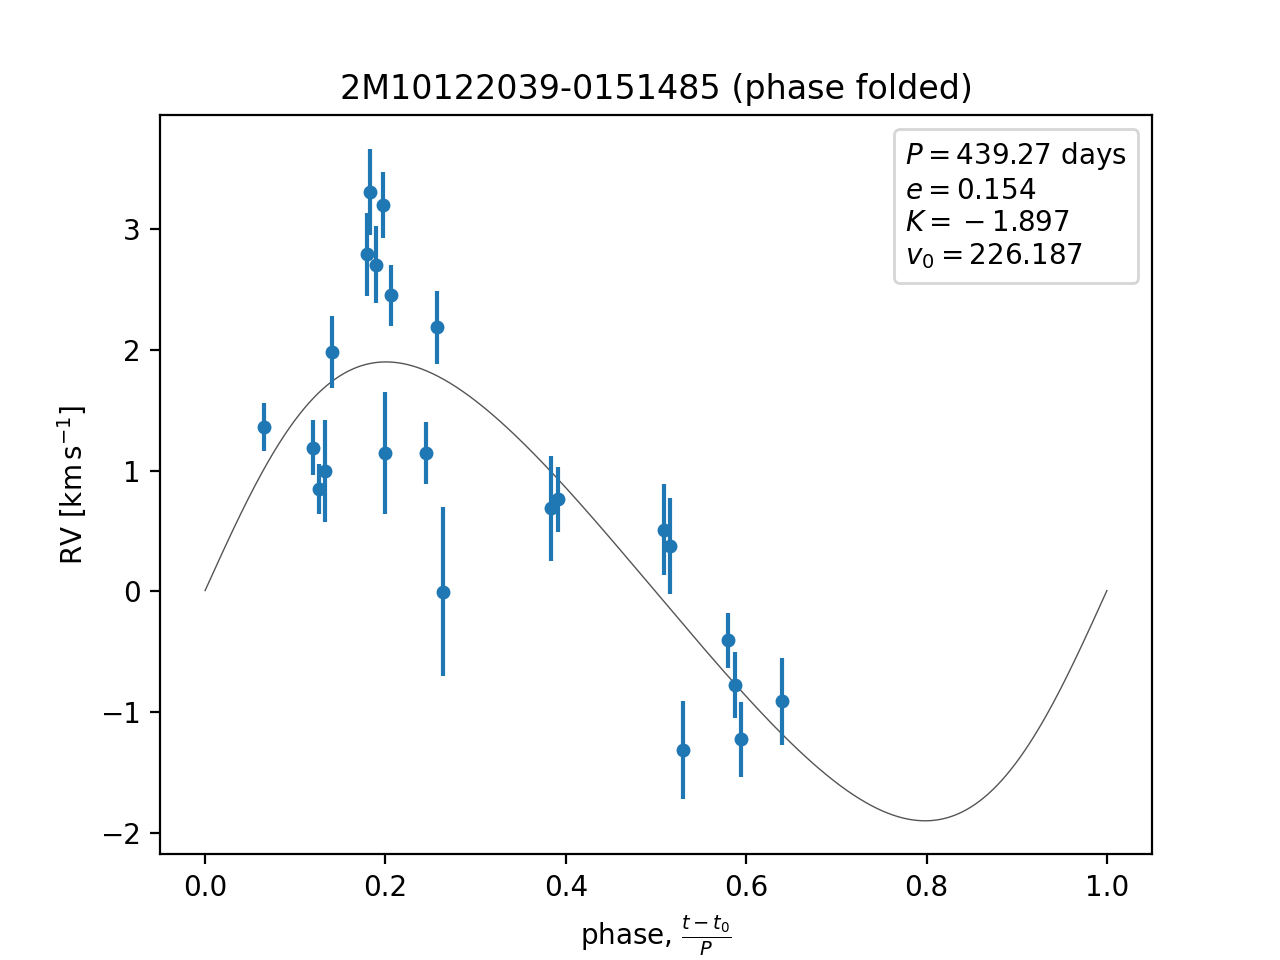 2M10122039-0151485 (phase folded)
P = 439.27 days
e = 0.154
K = −1.897
v₀ = 226.187
3
2
1
0
−1
−2
RV [km s⁻¹]
0.0 0.2 0.4 0.6 0.8 1.0
phase, (t − t₀)/P